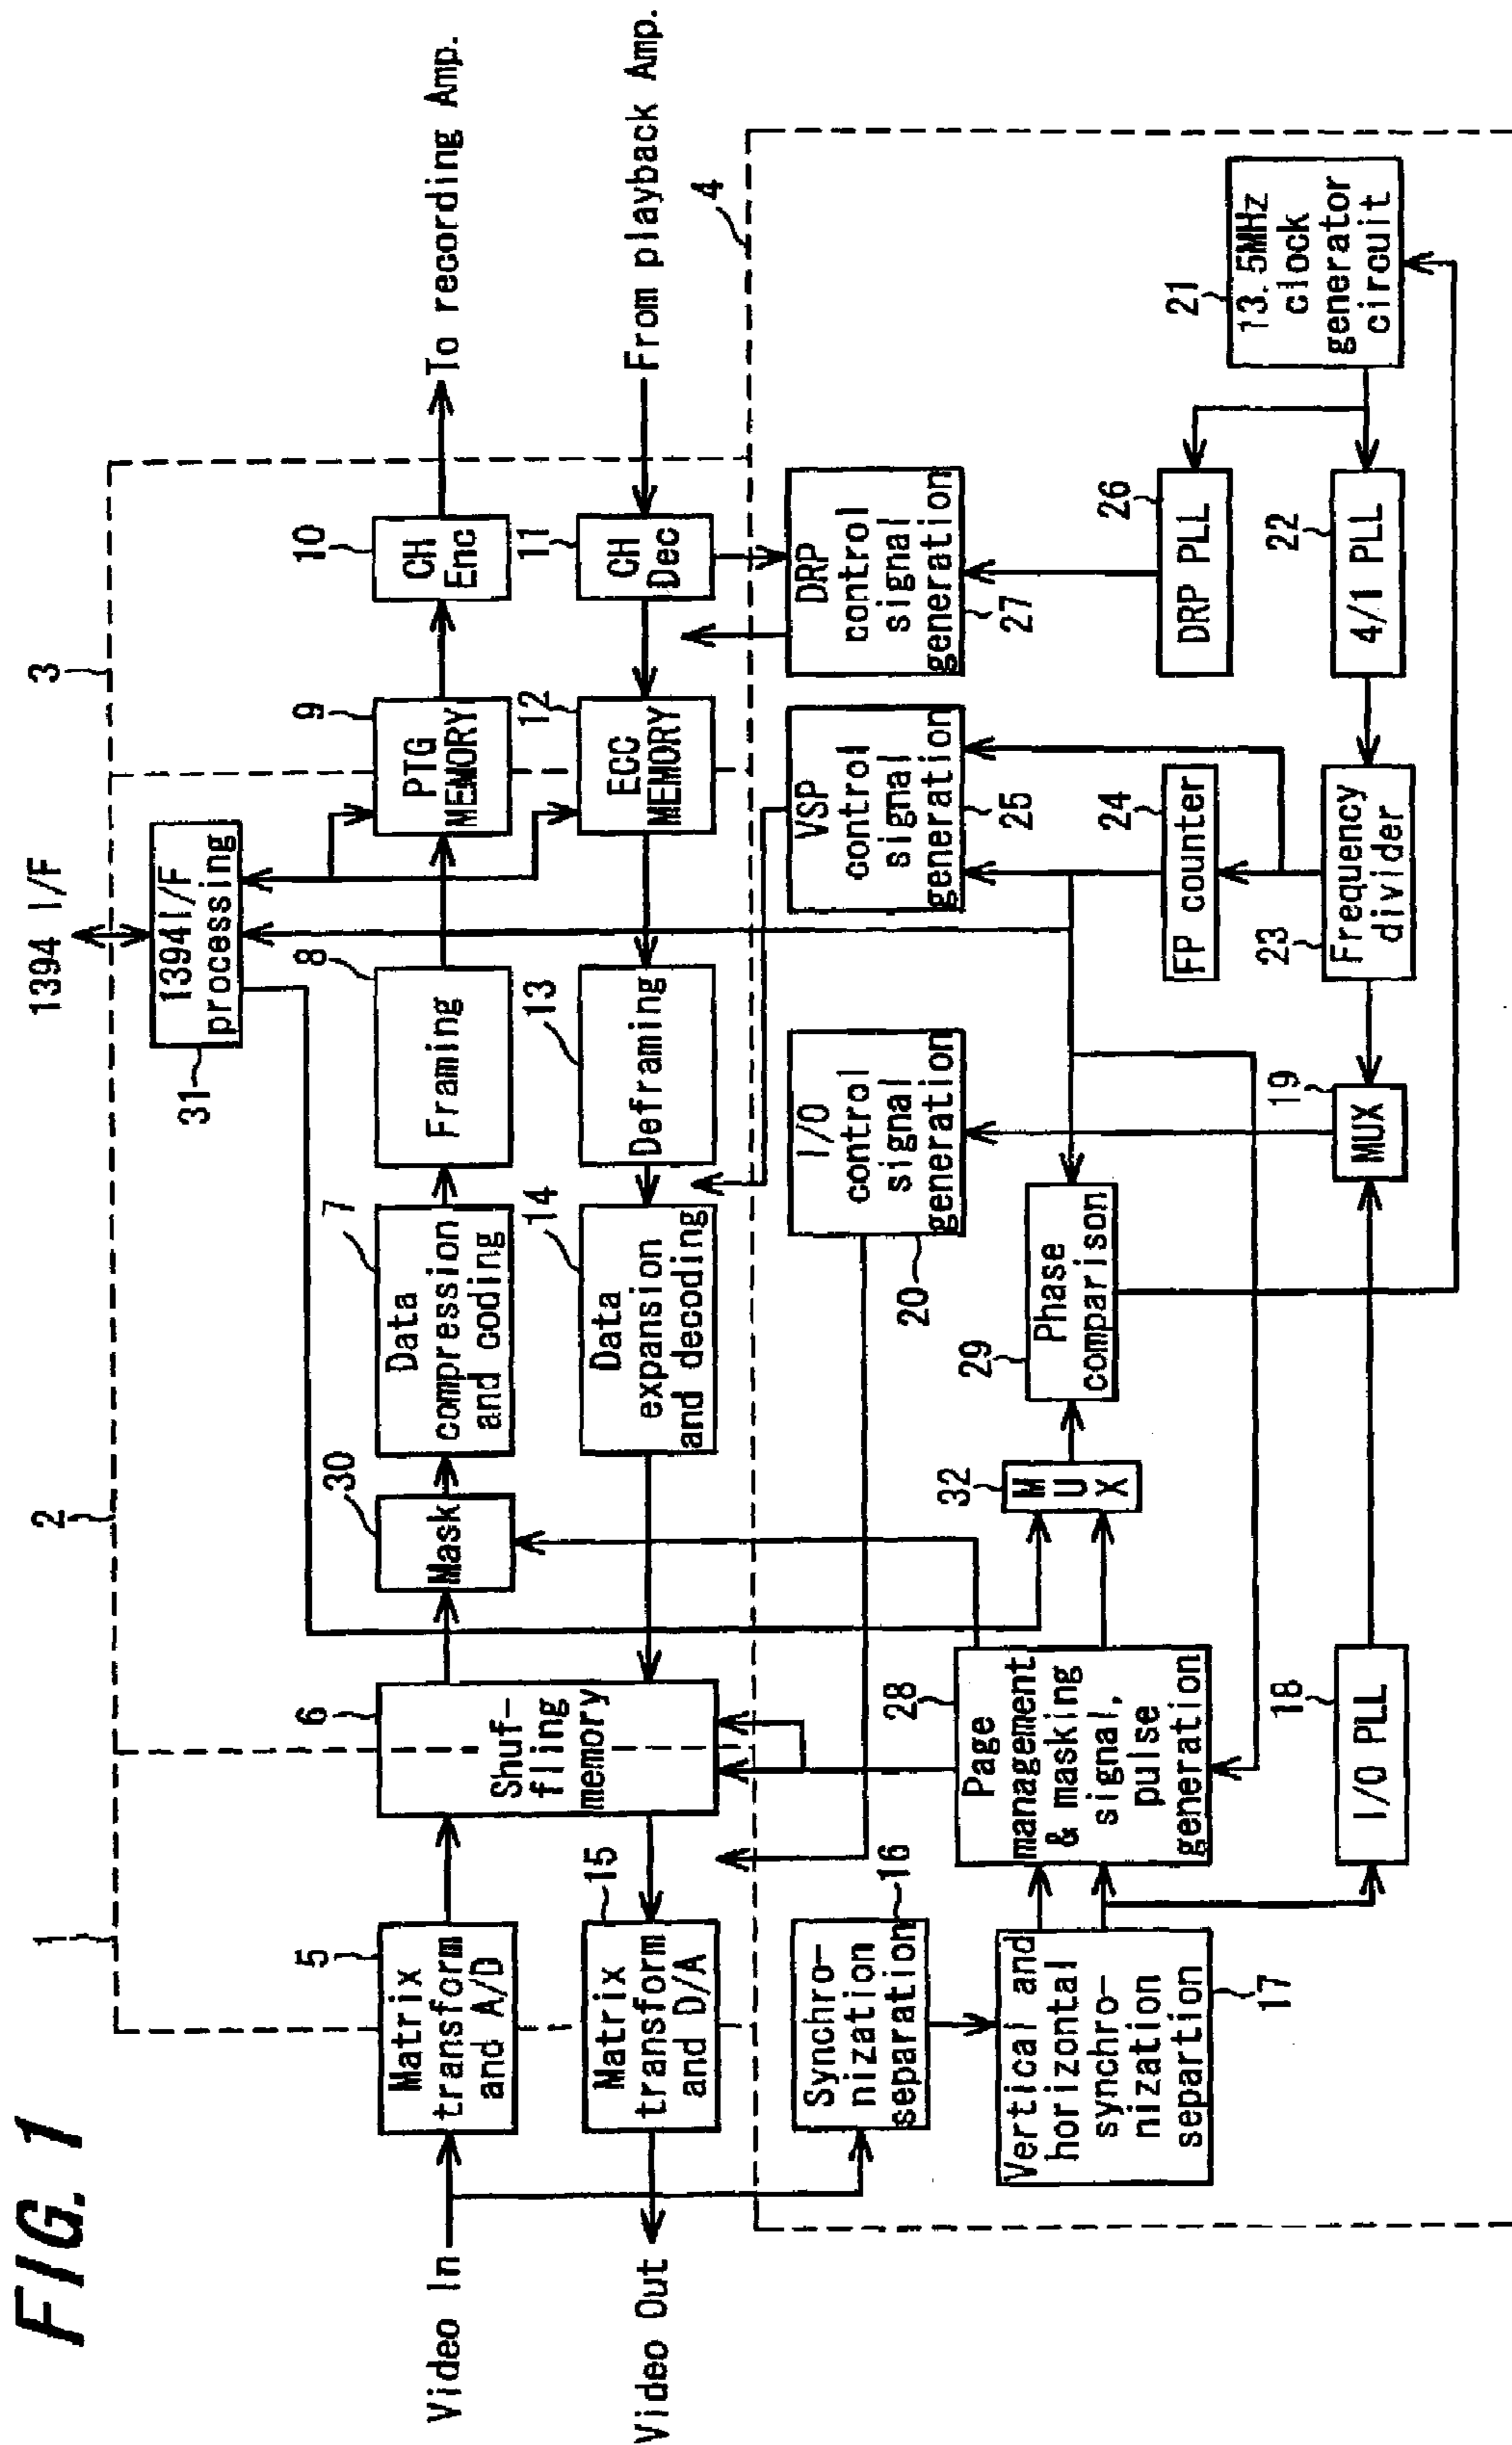 FIG. 1
1394 I/F
1
2
3
31
1394 I/F
processing
Video In
5
Matrix
transform
and A/D
6
Shuf-
fling
memory
30
Mask
7
Data
compression
and coding
8
Framing
9
PTG
MEMORY
10
CH
Enc
To recording Amp.
Video Out
15
Matrix
transform
and D/A
14
Data
expansion
and decoding
13
Deframing
12
ECC
MEMORY
11
CH
Dec
From playback Amp.
4
Synchro-
nization
separation
16
I/O
control
signal
generation
20
VSP
control
signal
generation
25
DRP
control
signal
generation
27
Vertical and
horizontal
synchro-
nization
separtion
17
28
Page
management
& masking
signal,
pulse
generation
32
MUX
29
Phase
comparison
24
FP counter
26
DRP PLL
21
13.5MHz
clock
generator
circuit
18
I/O PLL
19
MUX
23
Frequency
divider
22
4/1 PLL